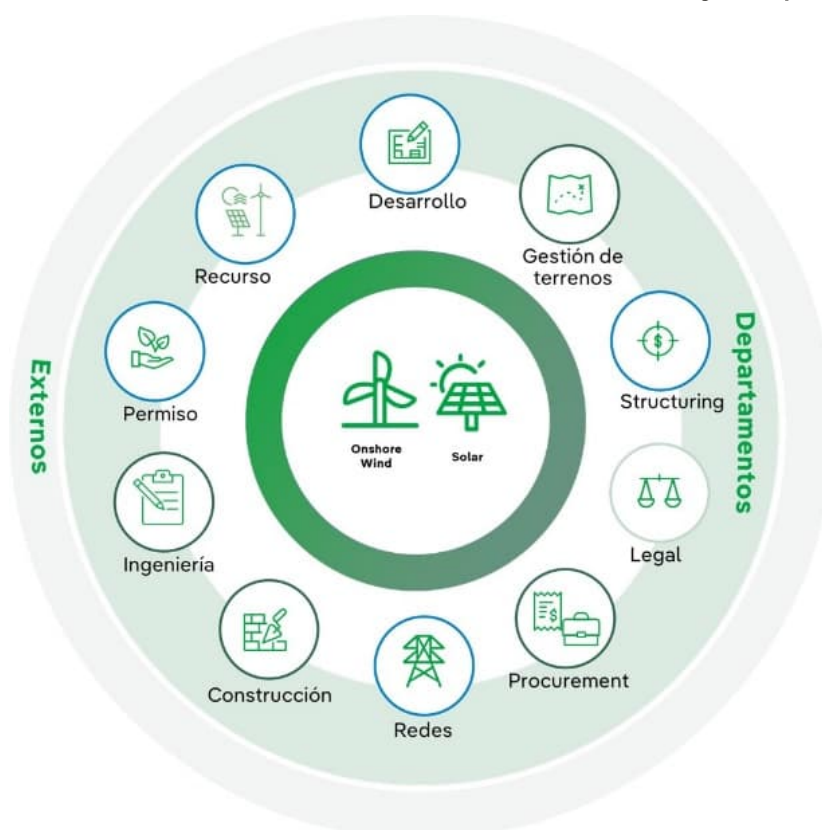 Desarrollo
Gestión de
terrenos
Recurso
Departamentos
Externos
Structuring
Permiso
Onshore
Wind
Solar
Legal
Ingeniería
Procurement
Construcción
Redes